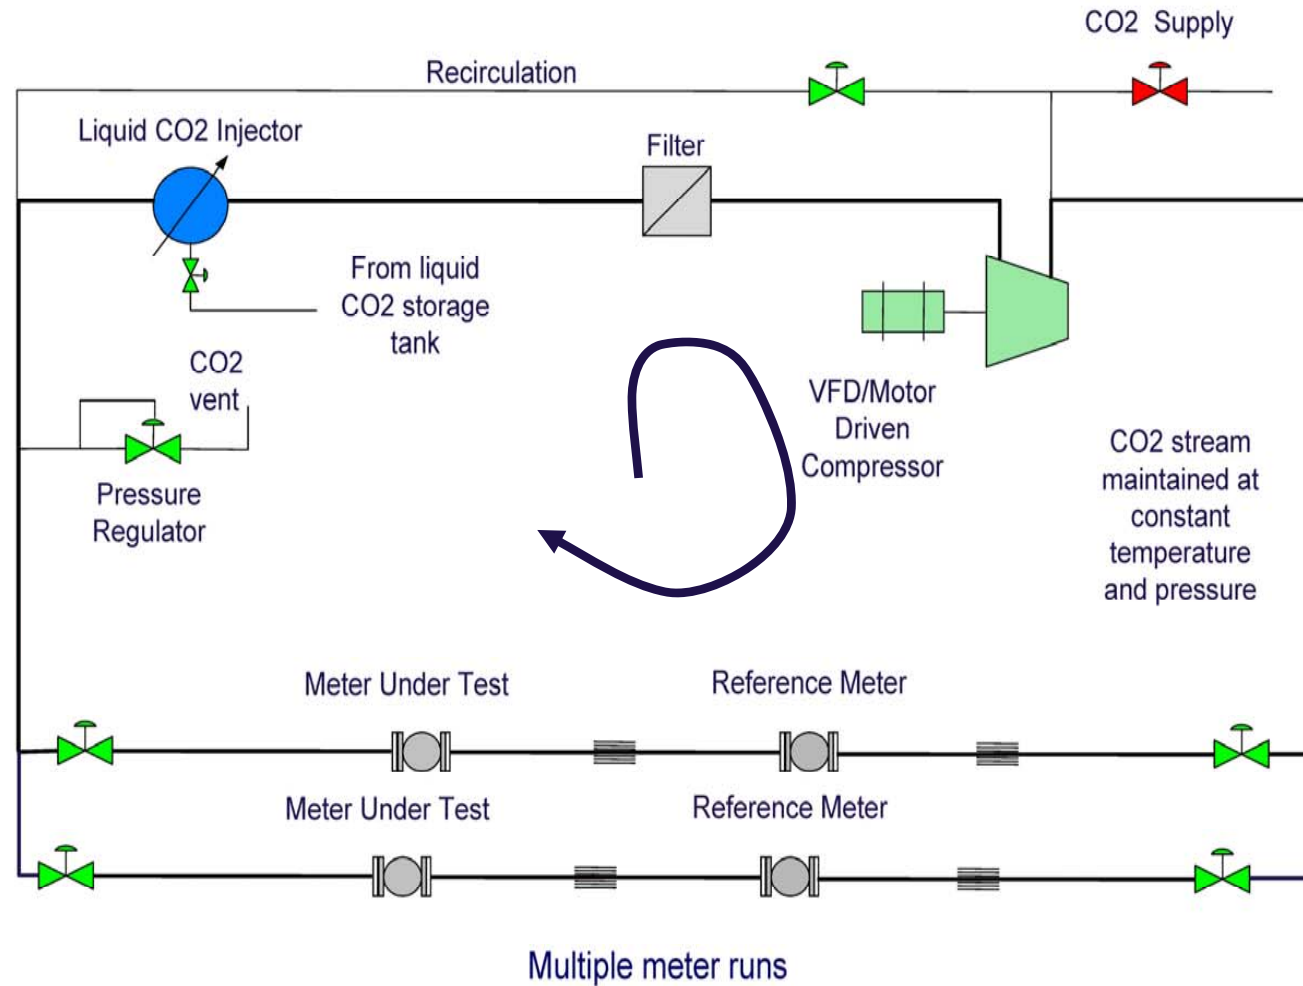 CO2 Supply
Recirculation
Liquid CO2 Injector
Filter
From liquid
CO2 storage
tank
CO2
vent
VFD/Motor
Driven
Compressor
CO2 stream
maintained at
constant
temperature
and pressure
Pressure
Regulator
Meter Under Test
Reference Meter
Meter Under Test
Reference Meter
Multiple meter runs